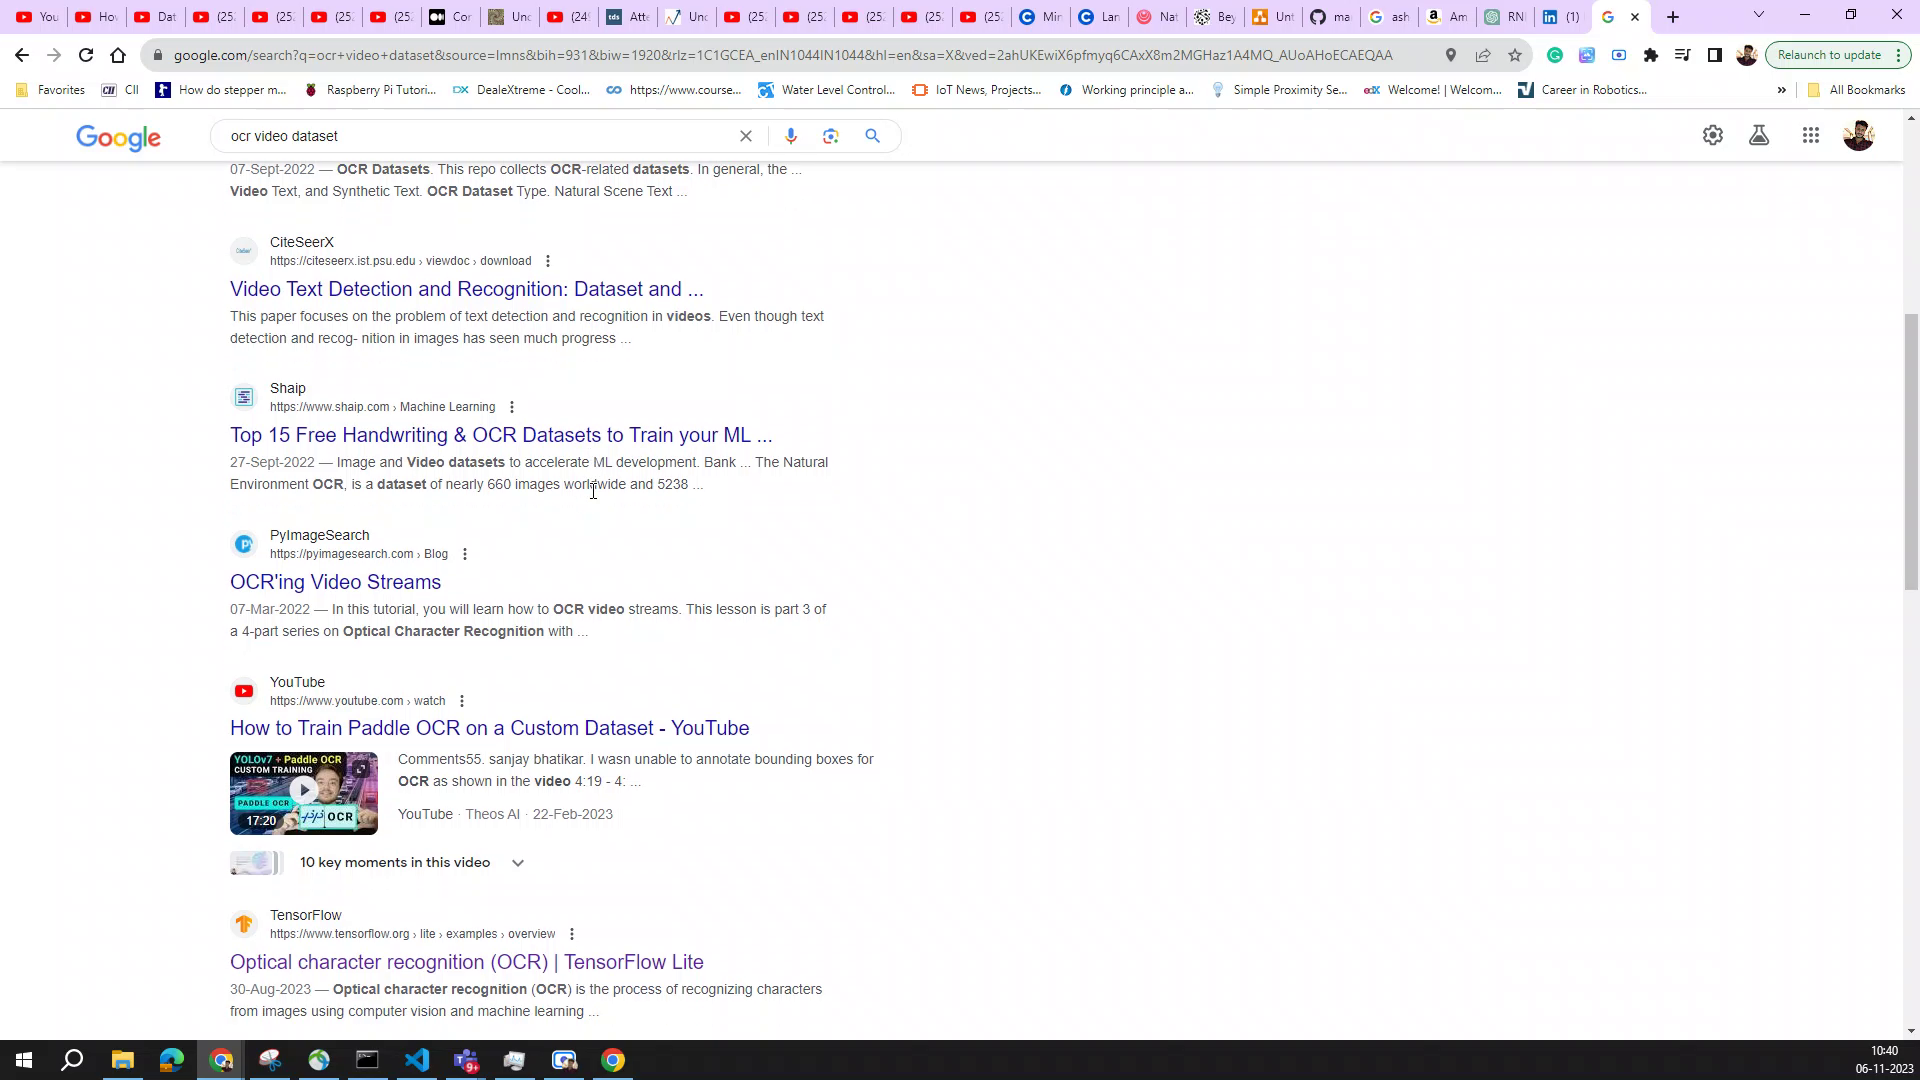 You
Hov
Dat
(252
(252
(252
(252
Cor
Unc
(249
Atte
Unc
(252
(252
(252
(252
(252
Mir
Lan
Nat
Bey
Unt
ma
ash
Am
RNI
(1)
google.com/search?q=ocr+video+dataset&source=lmns&bih=931&biw=1920&rlz=1C1GCEA_enIN1044IN1044&hl=en&sa=X&ved=2ahUKEwiX6pfmyq6CAxX8m2MGHaz1A4MQ_AUoAHoECAEQAA
Relaunch to update
Favorites
CII
How do stepper m...
Raspberry Pi Tutori...
DealeXtreme - Cool...
https://www.course...
Water Level Control...
IoT News, Projects...
Working principle a...
Simple Proximity Se...
Welcome! | Welcom...
Career in Robotics...
»
All Bookmarks
Google
ocr video dataset
07-Sept-2022 — OCR Datasets. This repo collects OCR-related datasets. In general, the ...
Video Text, and Synthetic Text. OCR Dataset Type. Natural Scene Text ...
CiteSeerX
https://citeseerx.ist.psu.edu › viewdoc › download
Video Text Detection and Recognition: Dataset and ...
This paper focuses on the problem of text detection and recognition in videos. Even though text
detection and recog- nition in images has seen much progress ...
Shaip
https://www.shaip.com › Machine Learning
Top 15 Free Handwriting & OCR Datasets to Train your ML ...
27-Sept-2022 — Image and Video datasets to accelerate ML development. Bank ... The Natural
Environment OCR, is a dataset of nearly 660 images worldwide and 5238 ...
PyImageSearch
https://pyimagesearch.com › Blog
OCR'ing Video Streams
07-Mar-2022 — In this tutorial, you will learn how to OCR video streams. This lesson is part 3 of
a 4-part series on Optical Character Recognition with ...
YouTube
https://www.youtube.com › watch
How to Train Paddle OCR on a Custom Dataset - YouTube
YOLOv7 + Paddle OCR
CUSTOM TRAINING
PADDLE OCR
OCR
17:20
Comments55. sanjay bhatikar. I wasn unable to annotate bounding boxes for
OCR as shown in the video 4:19 - 4: ...
YouTube · Theos AI · 22-Feb-2023
10 key moments in this video
TensorFlow
https://www.tensorflow.org › lite › examples › overview
Optical character recognition (OCR) | TensorFlow Lite
30-Aug-2023 — Optical character recognition (OCR) is the process of recognizing characters
from images using computer vision and machine learning ...
9+
10:40
06-11-2023